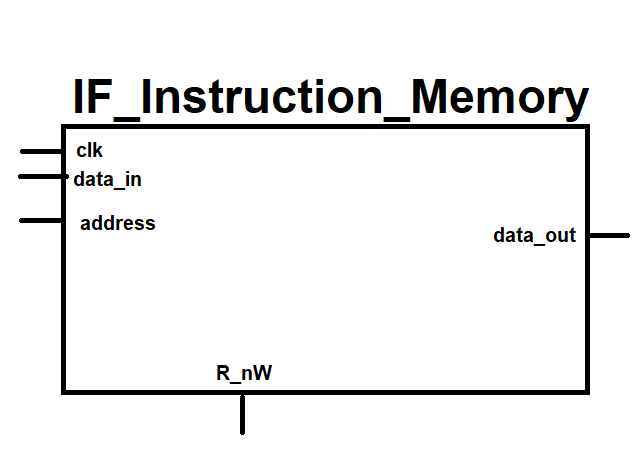 IF_Instruction_Memory
clk
data_in
address
data_out
R_nW